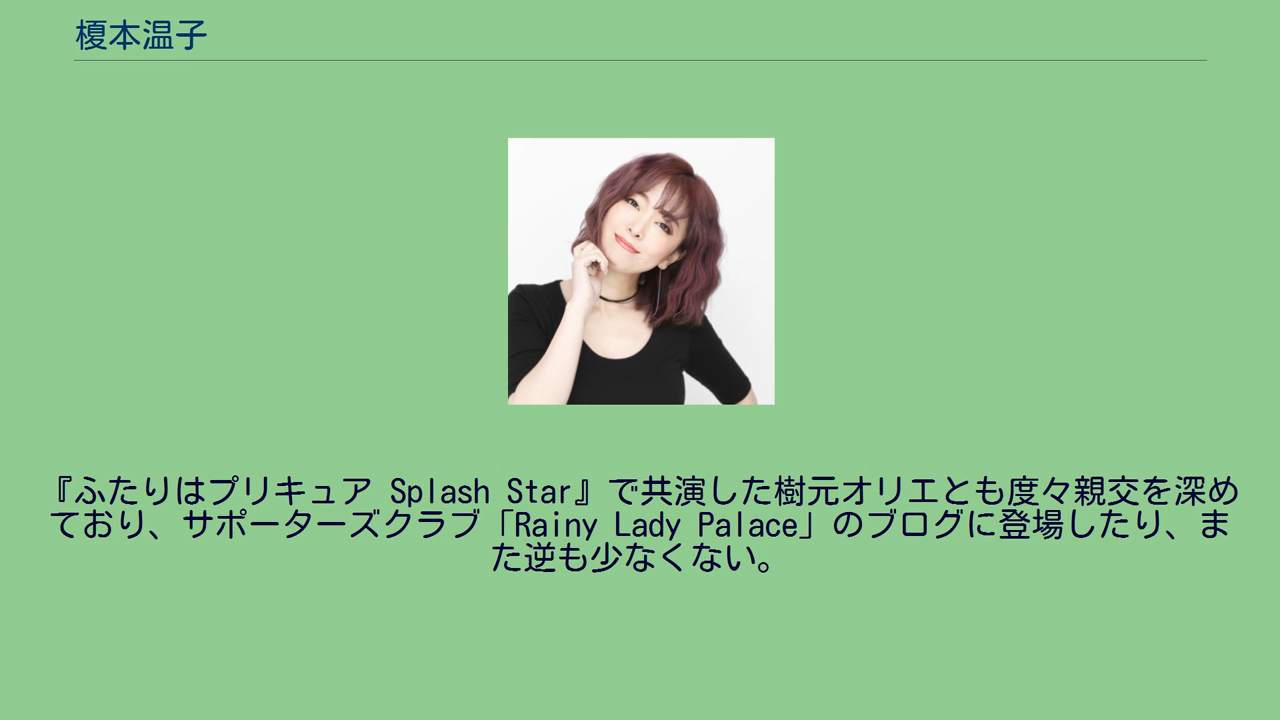 榎本温子
『ふたりはプリキュア Splash Star』で共演した樹元オリエとも度々親交を深め
ており、サポーターズクラブ「Rainy Lady Palace」のブログに登場したり、ま
た逆も少なくない。